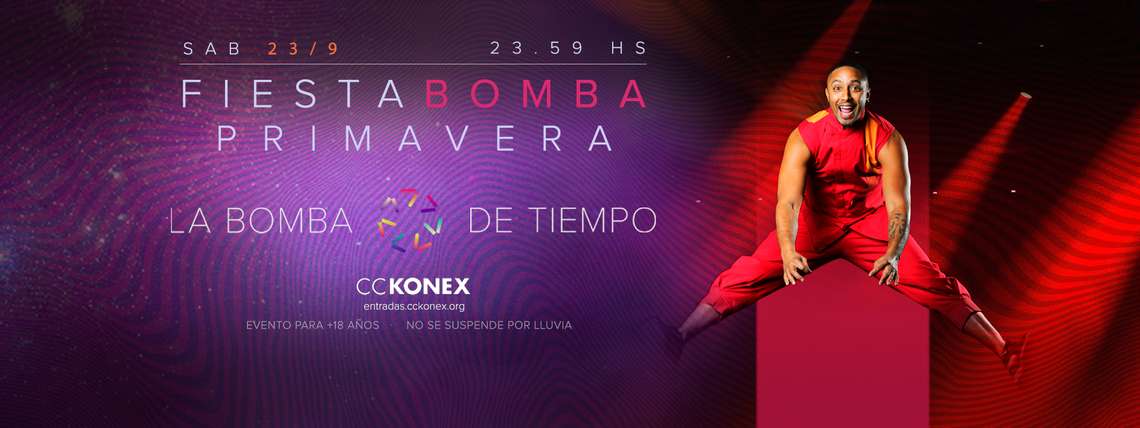 SAB 23/9 23.59 HS
FIESTABOMBA
PRIMAVERA
LA BOMBA DE TIEMPO
CCKONEX
entradas.cckonex.org
EVENTO PARA +18 AÑOS · NO SE SUSPENDE POR LLUVIA